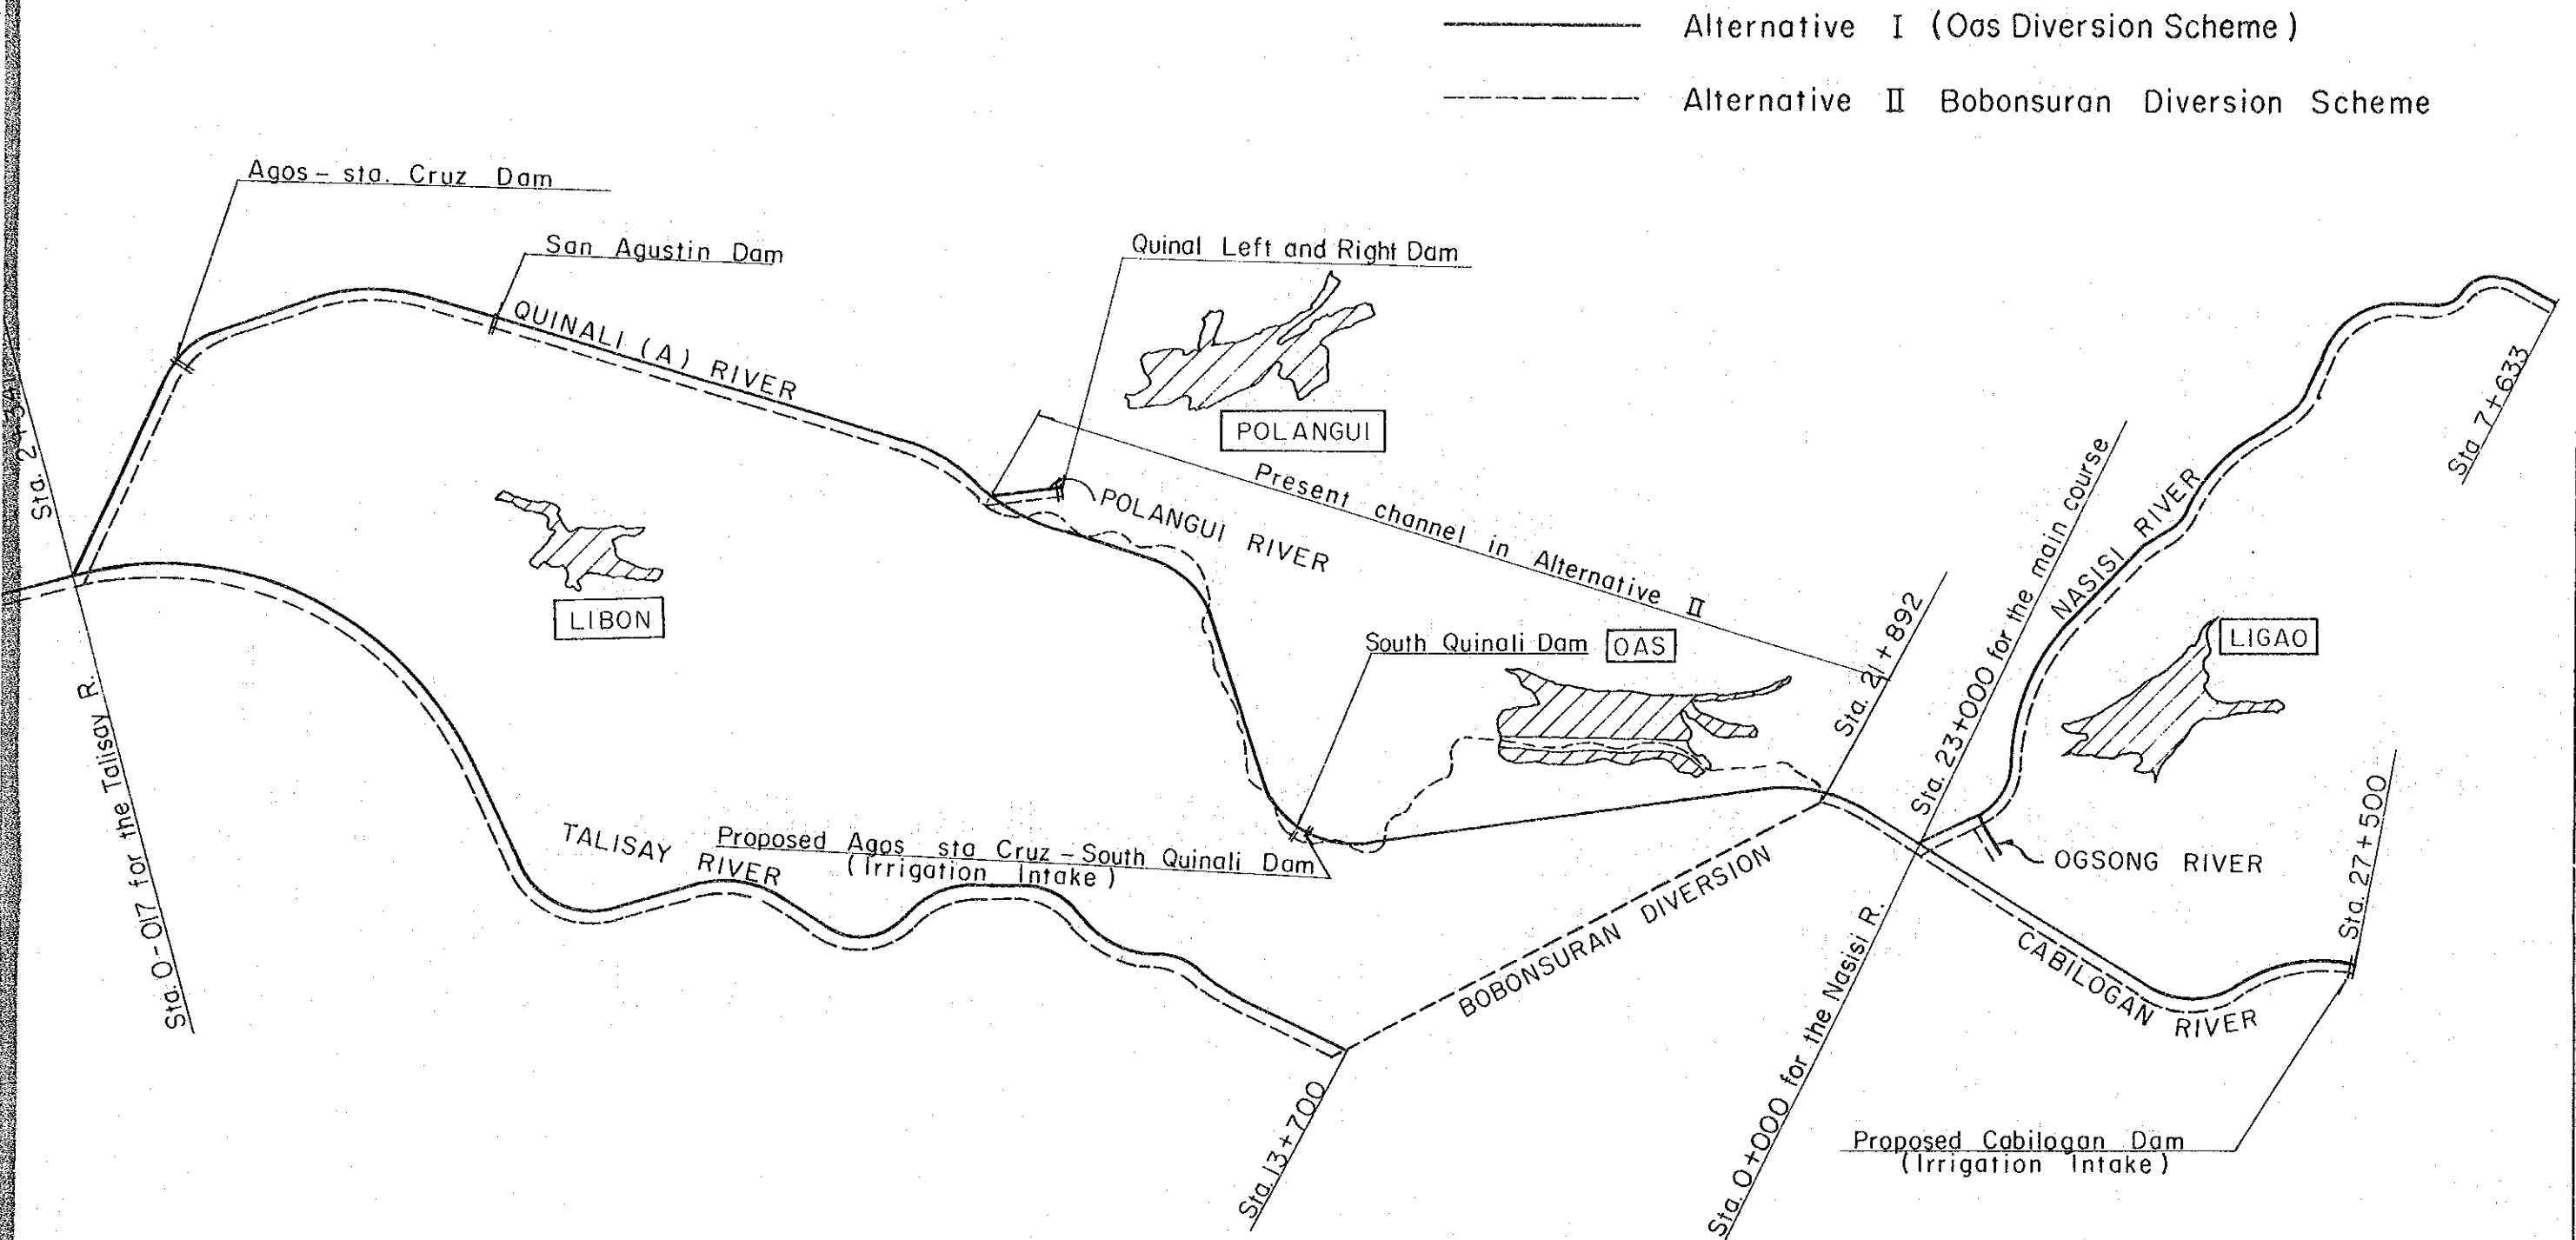 Alternative I (Oas Diversion Scheme)
Alternative II Bobonsuran Diversion Scheme
Agos - sta. Cruz Dam
San Agustin Dam
Quinal Left and Right Dam
QUINALI (A) RIVER
POLANGUI
Present channel in Alternative II
POLANGUI RIVER
Sta. 7+633
NASISI RIVER
LIBON
South Quinali Dam
OAS
LIGAO
Sta. 21+892
Sta. 23+000 for the main course
Sta. 0-017 for the Talisay R.
TALISAY RIVER
Proposed Agos sta Cruz - South Quinali Dam
(Irrigation Intake)
OGSONG RIVER
Sta. 27+500
BOBONSURAN DIVERSION
CABILOGAN RIVER
Sta. 13+700
Sta. 0+000 for the Nasisi R.
Proposed Cabilogan Dam
(Irrigation Intake)